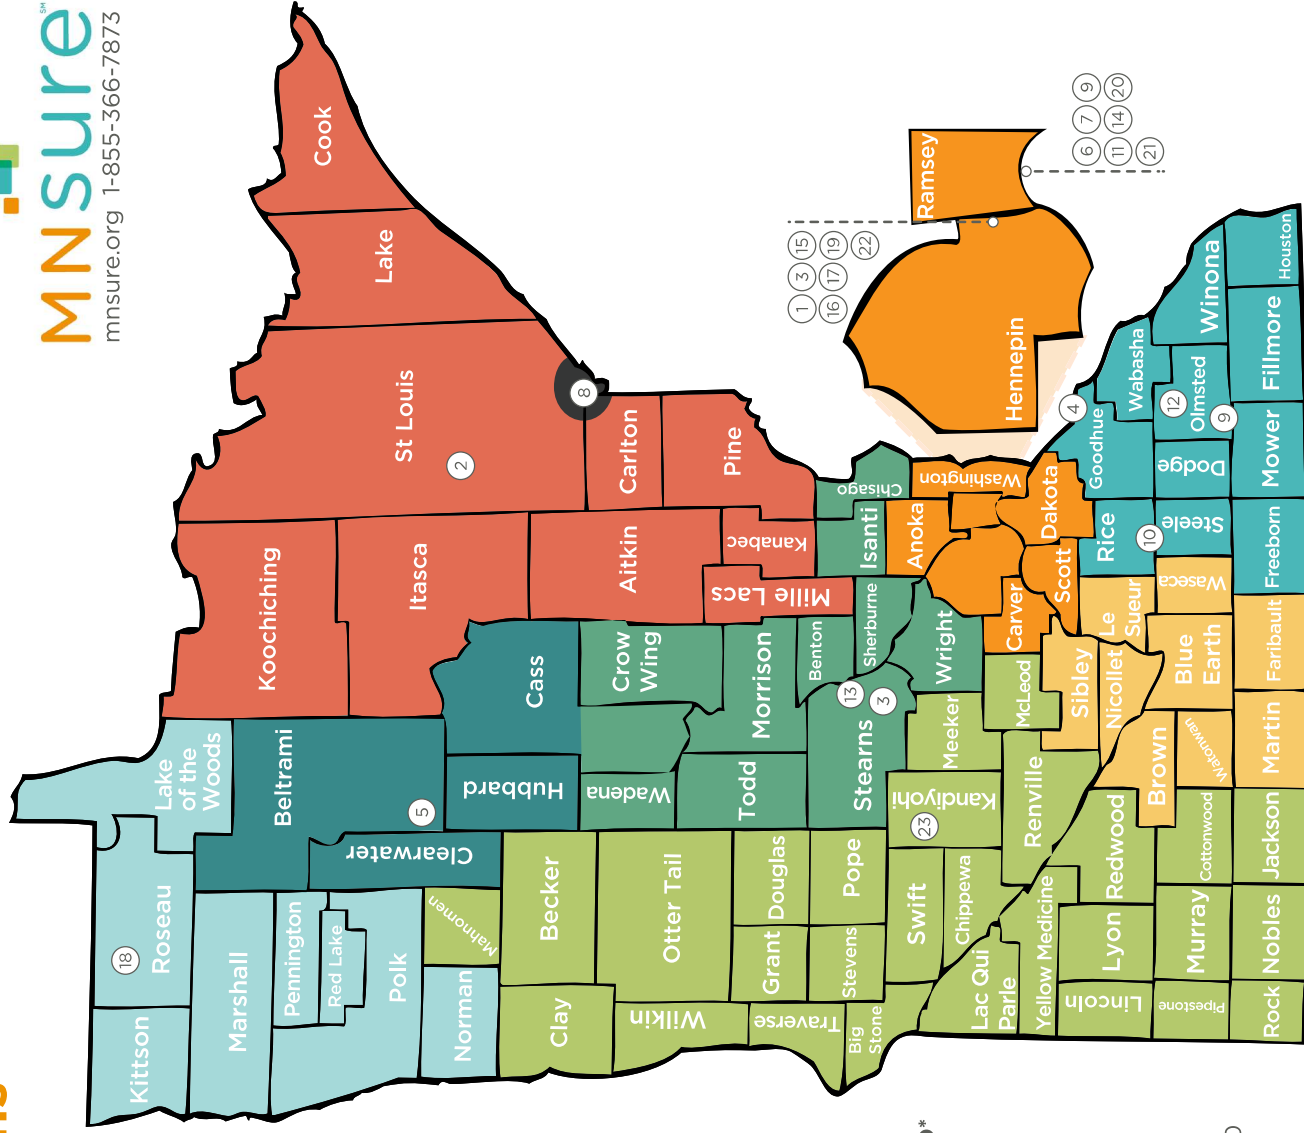 MNsure℠
mnsure.org 1-855-366-7873
Kittson
Roseau
18
Lake
of the
Woods
Marshall
Pennington
Red Lake
Polk
Norman
Mahnomen
Beltrami
Clearwater
5
Hubbard
Cass
Koochiching
Itasca
St Louis
2
Lake
Cook
8
Carlton
Pine
Aitkin
Kanabec
Mille Lacs
Crow
Wing
Wadena
Todd
Morrison
Benton
Sherburne
Stearns
13
3
Wright
Chisago
Isanti
Clay
Becker
Otter Tail
Wilkin
Grant
Douglas
Traverse
Stevens
Pope
Big
Stone
Swift
Kandiyohi
23
Meeker
McLeod
Chippewa
Renville
Lac Qui
Parle
Yellow Medicine
Lincoln
Lyon
Redwood
Pipestone
Murray
Cottonwood
Rock
Nobles
Jackson
Sibley
Nicollet
Le
Sueur
Brown
Watonwan
Blue
Earth
Waseca
Martin
Faribault
Anoka
Washington
Dakota
Scott
Carver
Rice
10
Steele
Freeborn
Goodhue
4
Dodge
Mower
Wabasha
Olmsted
12
9
Winona
Fillmore
Houston
Hennepin
1 3 15
16 17 19
22
Ramsey
6 7 9
11 14 20
21